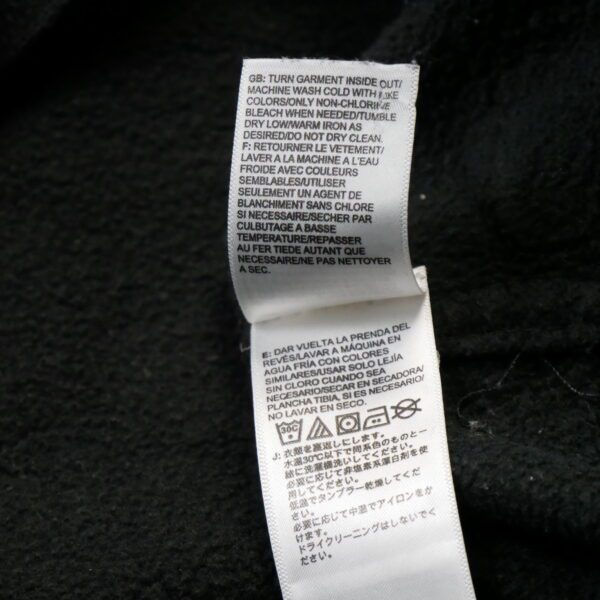 GB: TURN GARMENT INSIDE OUT/
MACHINE WASH COLD WITH LIKE
COLORS/ONLY NON-CHLORINE
BLEACH WHEN NEEDED/TUMBLE
DRY LOW/WARM IRON AS
DESIRED/DO NOT DRY CLEAN.
F: RETOURNER LE VETEMENT/
LAVER A LA MACHINE A L'EAU
FROIDE AVEC COULEURS
SEMBLABLES/UTILISER
SEULEMENT UN AGENT DE
BLANCHIMENT SANS CHLORE
SI NECESSAIRE/SECHER PAR
CULBUTAGE A BASSE
TEMPERATURE/REPASSER
AU FER TIEDE AUTANT QUE
NECESSAIRE/NE PAS NETTOYER
A SEC.
E: DAR VUELTA LA PRENDA DEL
REVÉS/LAVAR A MÁQUINA EN
AGUA FRÍA CON COLORES
SIMILARES/USAR SOLO LEJÍA
SIN CLORO CUANDO SEA
NECESARIO/SECAR EN SECADORA/
PLANCHA TIBIA, SI ES NECESARIO/
NO LAVAR EN SECO.
30C
J: 衣類を裏返しにします。
水温30℃以下で同系色のものと一
緒に洗濯機洗いしてください。
必要に応じて非塩素系漂白剤を使
用してください。
低温でタンブラー乾燥してくだ
さい。
必要に応じて中温でアイロンをか
けます。
ドライクリーニングはしないでく
ださい。